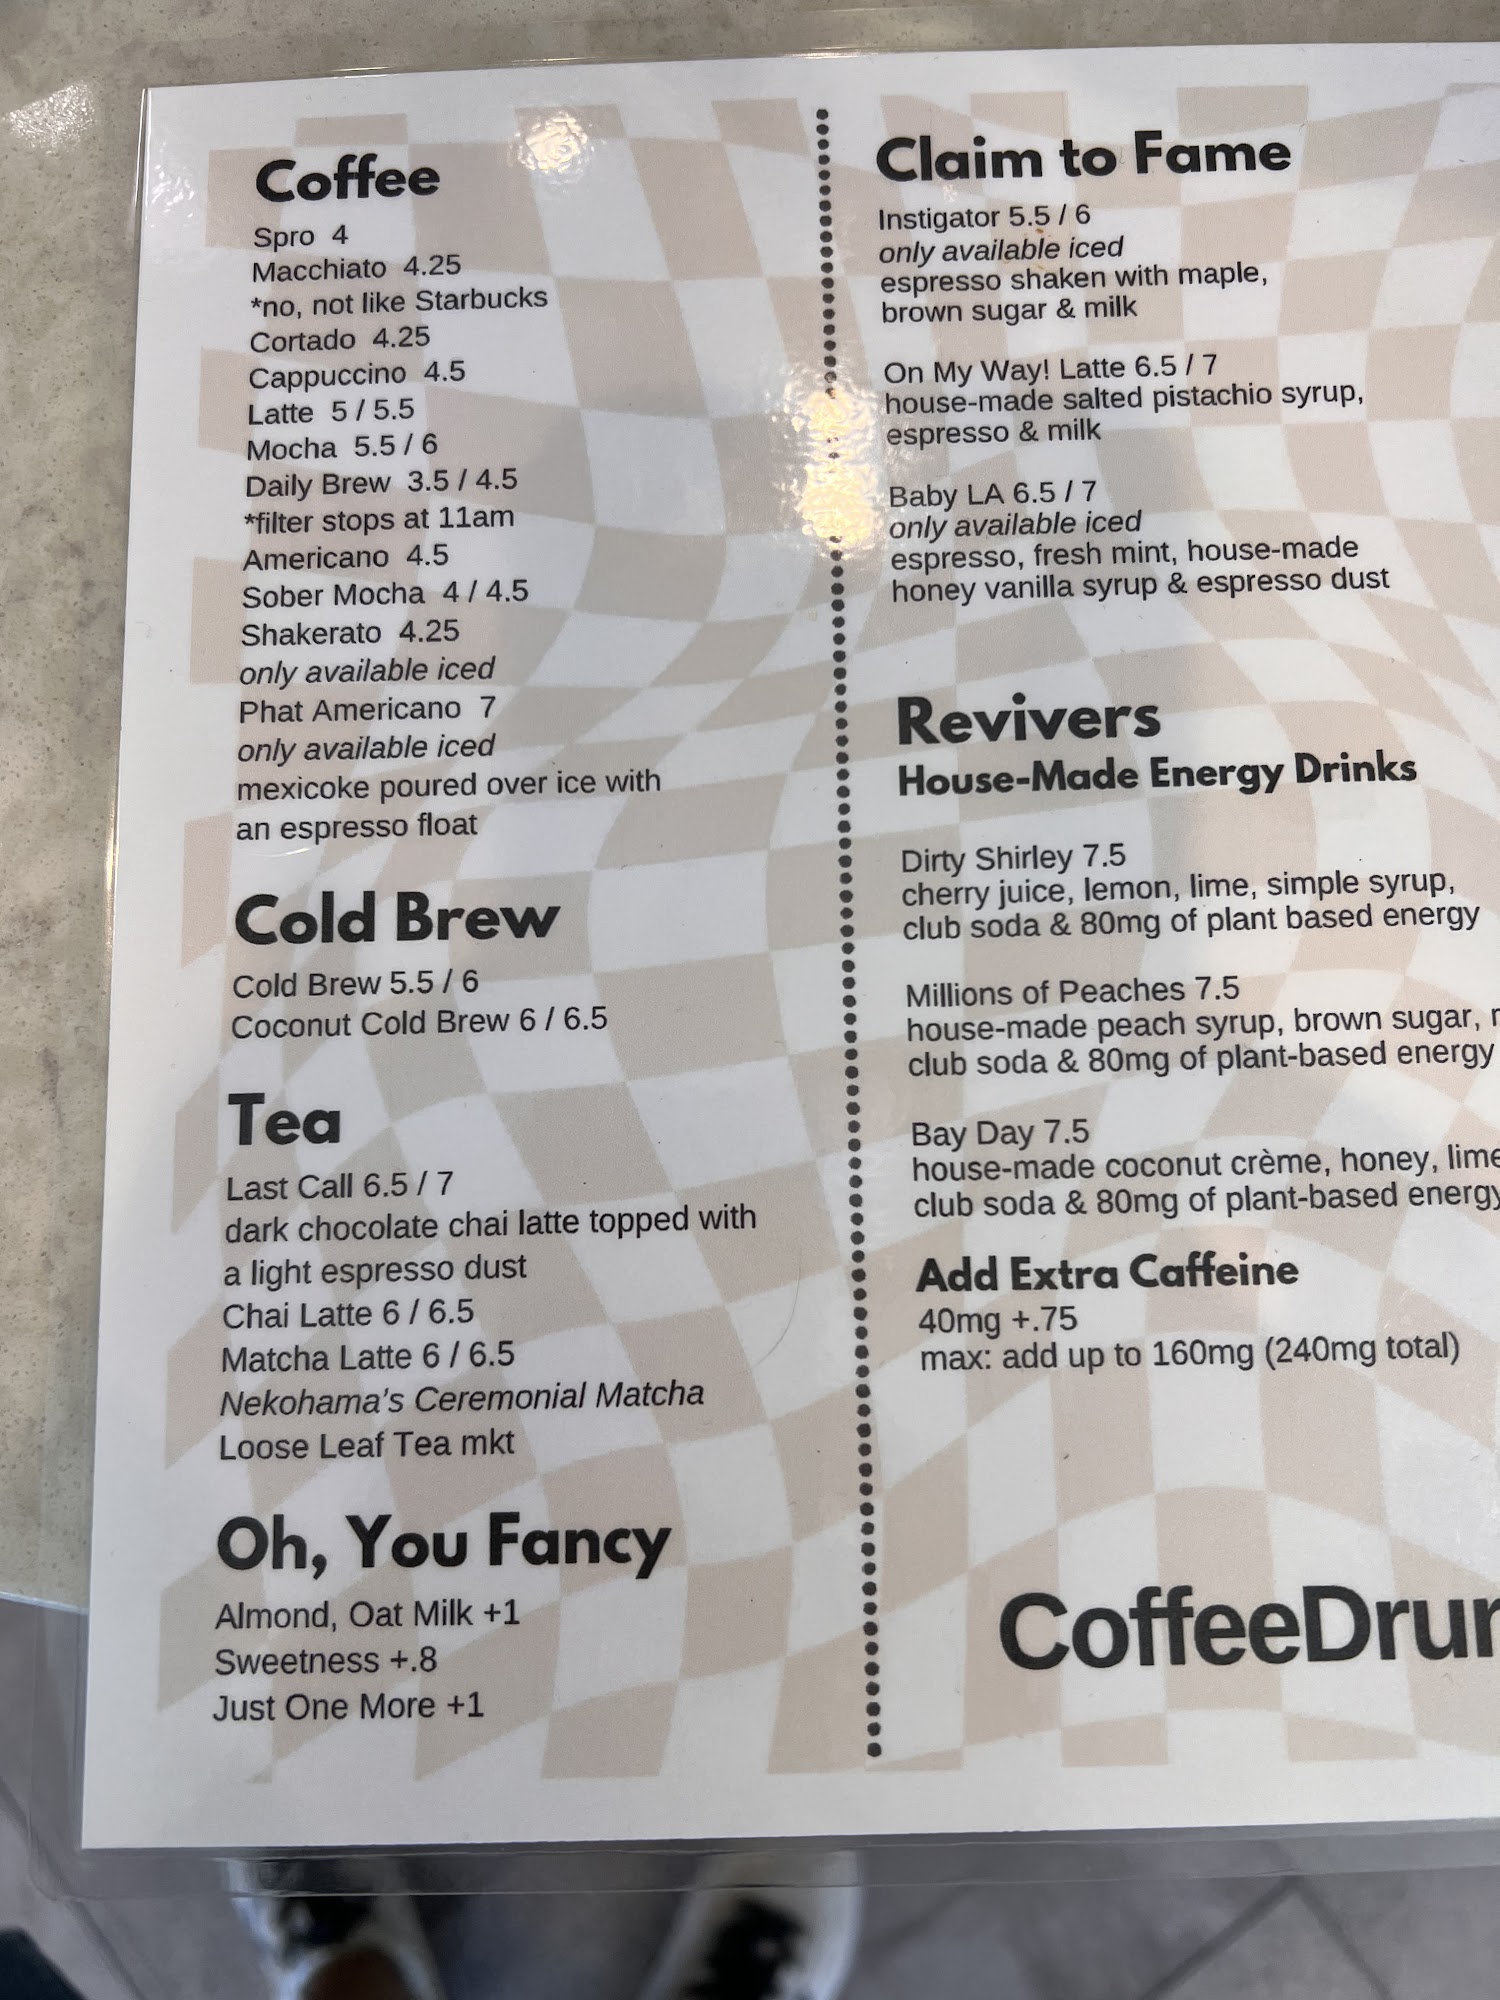 Coffee
Spro 4
Macchiato 4.25
*no, not like Starbucks
Cortado 4.25
Cappuccino 4.5
Latte 5 / 5.5
Mocha 5.5 / 6
Daily Brew 3.5 / 4.5
*filter stops at 11am
Americano 4.5
Sober Mocha 4 / 4.5
Shakerato 4.25
only available iced
Phat Americano 7
only available iced
mexicoke poured over ice with
an espresso float
Cold Brew
Cold Brew 5.5 / 6
Coconut Cold Brew 6 / 6.5
Tea
Last Call 6.5 / 7
dark chocolate chai latte topped with
a light espresso dust
Chai Latte 6 / 6.5
Matcha Latte 6 / 6.5
Nekohama's Ceremonial Matcha
Loose Leaf Tea mkt
Oh, You Fancy
Almond, Oat Milk +1
Sweetness +.8
Just One More +1
Claim to Fame
Instigator 5.5 / 6
only available iced
espresso shaken with maple,
brown sugar & milk
On My Way! Latte 6.5 / 7
house-made salted pistachio syrup,
espresso & milk
Baby LA 6.5 / 7
only available iced
espresso, fresh mint, house-made
honey vanilla syrup & espresso dust
Revivers
House-Made Energy Drinks
Dirty Shirley 7.5
cherry juice, lemon, lime, simple syrup,
club soda & 80mg of plant based energy
Millions of Peaches 7.5
house-made peach syrup, brown sugar,
club soda & 80mg of plant-based energy
Bay Day 7.5
house-made coconut crème, honey, lime
club soda & 80mg of plant-based energy
Add Extra Caffeine
40mg +.75
max: add up to 160mg (240mg total)